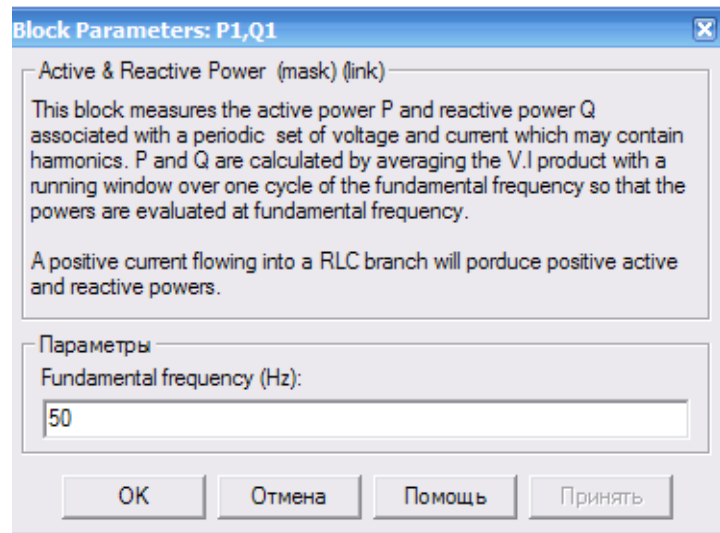 Block Parameters: P1,Q1
Active & Reactive Power (mask) (link)
This block measures the active power P and reactive power Q
associated with a periodic set of voltage and current which may contain
harmonics. P and Q are calculated by averaging the V.I product with a
running window over one cycle of the fundamental frequency so that the
powers are evaluated at fundamental frequency.
A positive current flowing into a RLC branch will porduce positive active
and reactive powers.
Параметры
Fundamental frequency (Hz):
50
OK Отмена Помощь Принять